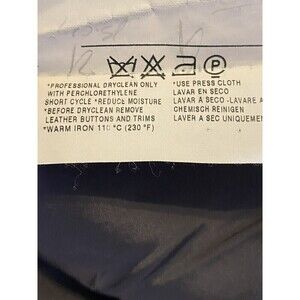 *PROFESSIONAL DRYCLEAN ONLY
WITH PERCHLORETHYLENE
SHORT CYCLE *REDUCE MOISTURE
*BEFORE DRYCLEAN REMOVE
LEATHER BUTTONS AND TRIMS
*WARM IRON 110 °C (230 °F)
*USE PRESS CLOTH
LAVAR EN SECO
LAVAR A SECO -LAVARE A
CHEMISCH REINIGEN
LAVER A SEC UNIQUEMEN